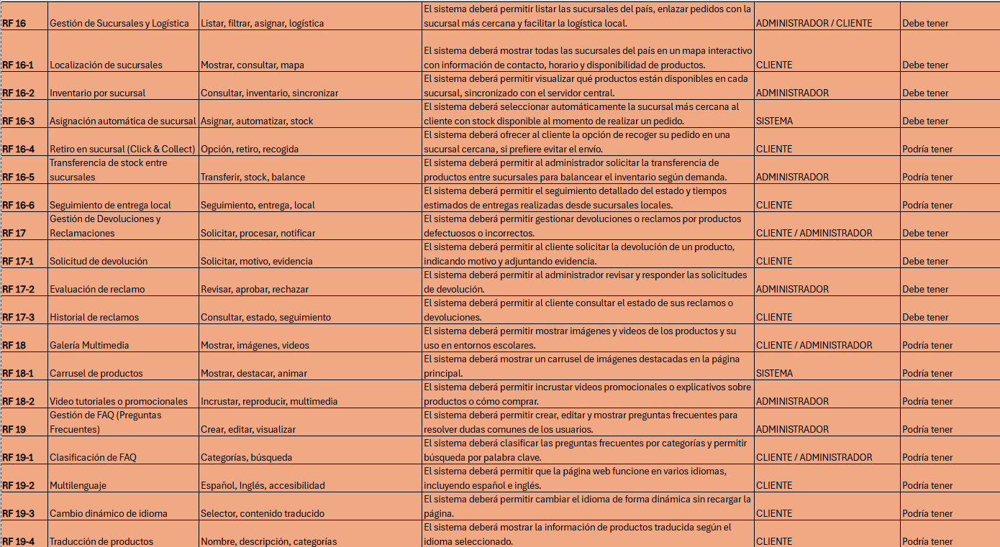 RF 16 Gestión de Sucursales y Logística Listar, filtrar, asignar, logística El sistema deberá permitir listar las sucursales del país, enlazar pedidos con la
sucursal más cercana y facilitar la logística local. ADMINISTRADOR / CLIENTE Debe tener
RF 16-1 Localización de sucursales Mostrar, consultar, mapa El sistema deberá mostrar todas las sucursales del país en un mapa interactivo
con información de contacto, horario y disponibilidad de productos. CLIENTE Debe tener
RF 16-2 Inventario por sucursal Consultar, inventario, sincronizar El sistema deberá permitir visualizar qué productos están disponibles en cada
sucursal, sincronizado con el servidor central. ADMINISTRADOR Debe tener
RF 16-3 Asignación automática de sucursal Asignar, automatizar, stock El sistema deberá seleccionar automáticamente la sucursal más cercana al
cliente con stock disponible al momento de realizar un pedido. SISTEMA Debe tener
RF 16-4 Retiro en sucursal (Click & Collect) Opción, retiro, recogida El sistema deberá ofrecer al cliente la opción de recoger su pedido en una
sucursal cercana, si prefiere evitar el envío. CLIENTE Podría tener
RF 16-5 Transferencia de stock entre
sucursales Transferir, stock, balance El sistema deberá permitir al administrador solicitar la transferencia de
productos entre sucursales para balancear el inventario según demanda. ADMINISTRADOR Podría tener
RF 16-6 Seguimiento de entrega local Seguimiento, entrega, local El sistema deberá permitir el seguimiento detallado del estado y tiempos
estimados de entregas realizadas desde sucursales locales. CLIENTE Podría tener
RF 17 Gestión de Devoluciones y
Reclamaciones Solicitar, procesar, notificar El sistema deberá permitir gestionar devoluciones o reclamos por productos
defectuosos o incorrectos. CLIENTE / ADMINISTRADOR Debe tener
RF 17-1 Solicitud de devolución Solicitar, motivo, evidencia El sistema deberá permitir al cliente solicitar la devolución de un producto,
indicando motivo y adjuntando evidencia. CLIENTE Debe tener
RF 17-2 Evaluación de reclamo Revisar, aprobar, rechazar El sistema deberá permitir al administrador revisar y responder las solicitudes
de devolución. ADMINISTRADOR Debe tener
RF 17-3 Historial de reclamos Consultar, estado, seguimiento El sistema deberá permitir al cliente consultar el estado de sus reclamos o
devoluciones. CLIENTE Debe tener
RF 18 Galería Multimedia Mostrar, imágenes, videos El sistema deberá permitir mostrar imágenes y videos de los productos y su
uso en entornos escolares. CLIENTE / ADMINISTRADOR Podría tener
RF 18-1 Carrusel de productos Mostrar, destacar, animar El sistema deberá mostrar un carrusel de imágenes destacadas en la página
principal. SISTEMA Podría tener
RF 18-2 Video tutoriales o promocionales Incrustar, reproducir, multimedia El sistema deberá permitir incrustar videos promocionales o explicativos sobre
productos o cómo comprar. ADMINISTRADOR Podría tener
RF 19 Gestión de FAQ (Preguntas
Frecuentes) Crear, editar, visualizar El sistema deberá permitir crear, editar y mostrar preguntas frecuentes para
resolver dudas comunes de los usuarios. ADMINISTRADOR Podría tener
RF 19-1 Clasificación de FAQ Categorías, búsqueda El sistema deberá clasificar las preguntas frecuentes por categorías y permitir
búsqueda por palabra clave. CLIENTE / ADMINISTRADOR Podría tener
RF 19-2 Multilenguaje Español, Inglés, accesibilidad El sistema deberá permitir que la página web funcione en varios idiomas,
incluyendo español e inglés. CLIENTE Podría tener
RF 19-3 Cambio dinámico de idioma Selector, contenido traducido El sistema deberá permitir cambiar el idioma de forma dinámica sin recargar la
página. CLIENTE Podría tener
RF 19-4 Traducción de productos Nombre, descripción, categorías El sistema deberá mostrar la información de productos traducida según el
idioma seleccionado. CLIENTE Podría tener